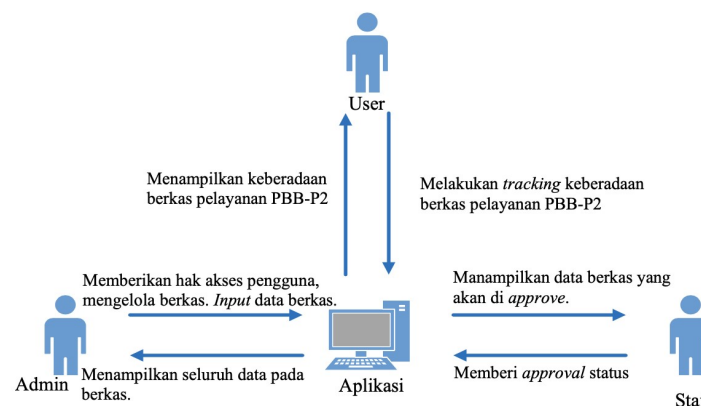 User
Menampilkan keberadaan
berkas pelayanan PBB-P2
Melakukan tracking keberadaan
berkas pelayanan PBB-P2
Memberikan hak akses pengguna,
mengelola berkas. Input data berkas.
Manampilkan data berkas yang
akan di approve.
Admin
Menampilkan seluruh data pada
berkas.
Aplikasi
Memberi approval status